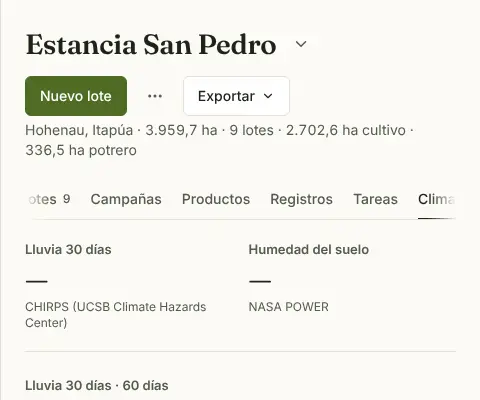 Estancia San Pedro
Nuevo lote
Exportar
Hohenau, Itapúa · 3.959,7 ha · 9 lotes · 2.702,6 ha cultivo ·
336,5 ha potrero
otes 9 Campañas Productos Registros Tareas Clima
Lluvia 30 días Humedad del suelo
— —
CHIRPS (UCSB Climate Hazards NASA POWER
Center)
Lluvia 30 días · 60 días